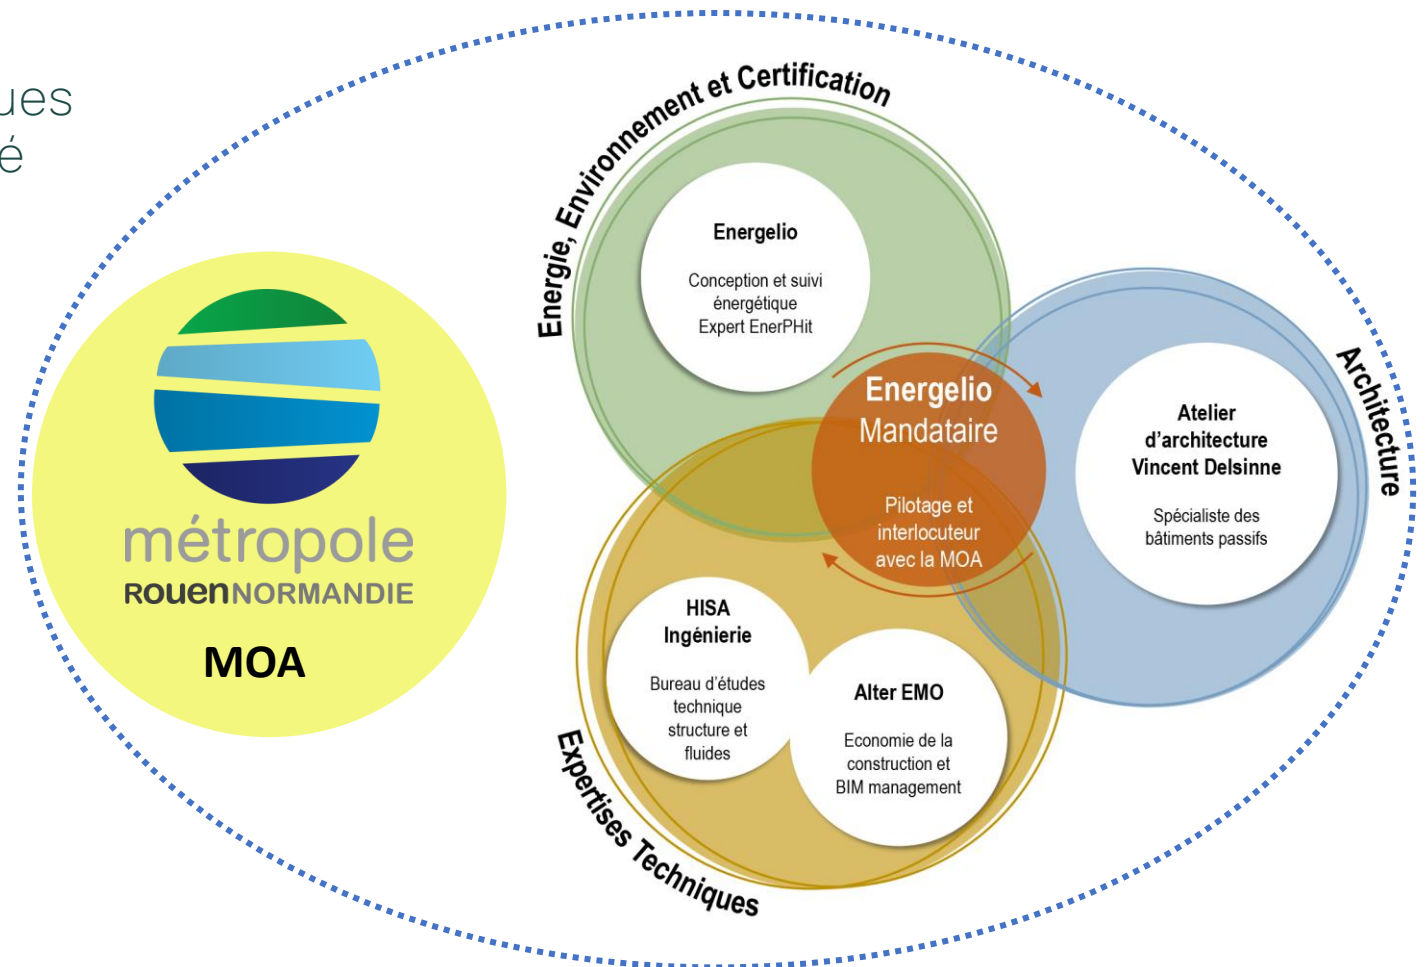 ues
é
métropole
ROUENNORMANDIE
MOA
Energie, Environnement et Certification
Energelio
Conception et suivi
énergétique
Expert EnerPHit
Energelio
Mandataire
Pilotage et
interlocuteur
avec la MOA
Architecture
Atelier
d’architecture
Vincent Delsinne
Spécialiste des
bâtiments passifs
HISA
Ingénierie
Bureau d’études
technique
structure et
fluides
Alter EMO
Economie de la
construction et
BIM management
Expertises Techniques